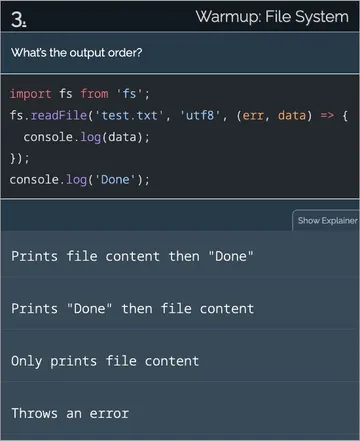 3.
Warmup: File System
What's the output order?
import fs from 'fs';
fs.readFile('test.txt', 'utf8', (err, data) => {
  console.log(data);
});
console.log('Done');
Show Explainer
Prints file content then "Done"
Prints "Done" then file content
Only prints file content
Throws an error